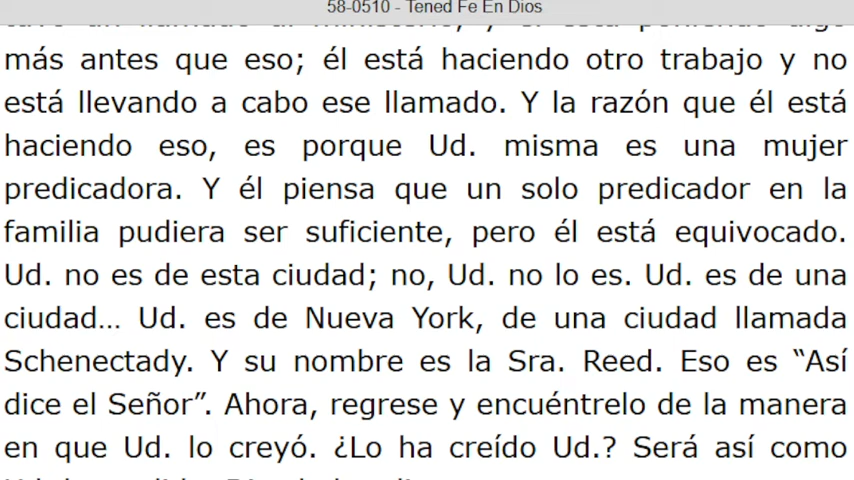 58-0510 - Tened Fe En Dios
más antes que eso; él está haciendo otro trabajo y no
está llevando a cabo ese llamado. Y la razón que él está
haciendo eso, es porque Ud. misma es una mujer
predicadora. Y él piensa que un solo predicador en la
familia pudiera ser suficiente, pero él está equivocado.
Ud. no es de esta ciudad; no, Ud. no lo es. Ud. es de una
ciudad... Ud. es de Nueva York, de una ciudad llamada
Schenectady. Y su nombre es la Sra. Reed. Eso es “Así
dice el Señor”. Ahora, regrese y encuéntrelo de la manera
en que Ud. lo creyó. ¿Lo ha creído Ud.? Será así como